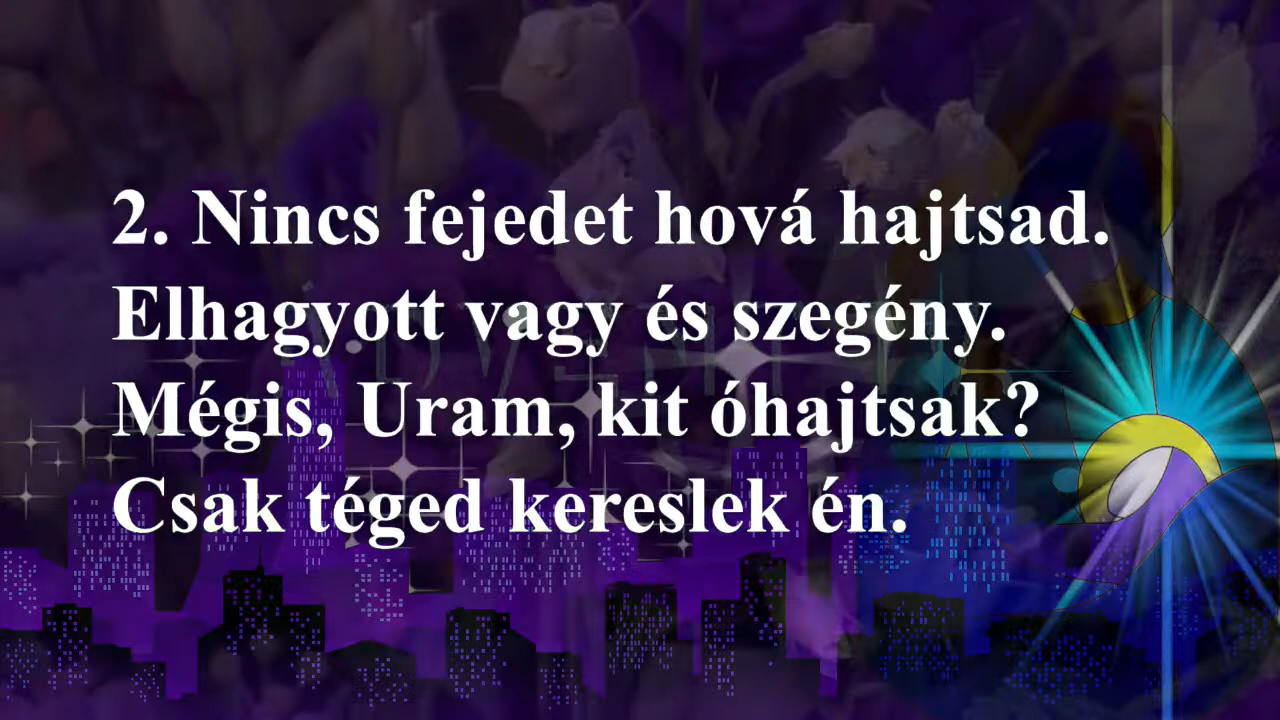 2. Nincs fejedet hová hajtsad.
Elhagyott vagy és szegény.
Mégis, Uram, kit óhajtsak?
Csak téged kereslek én.